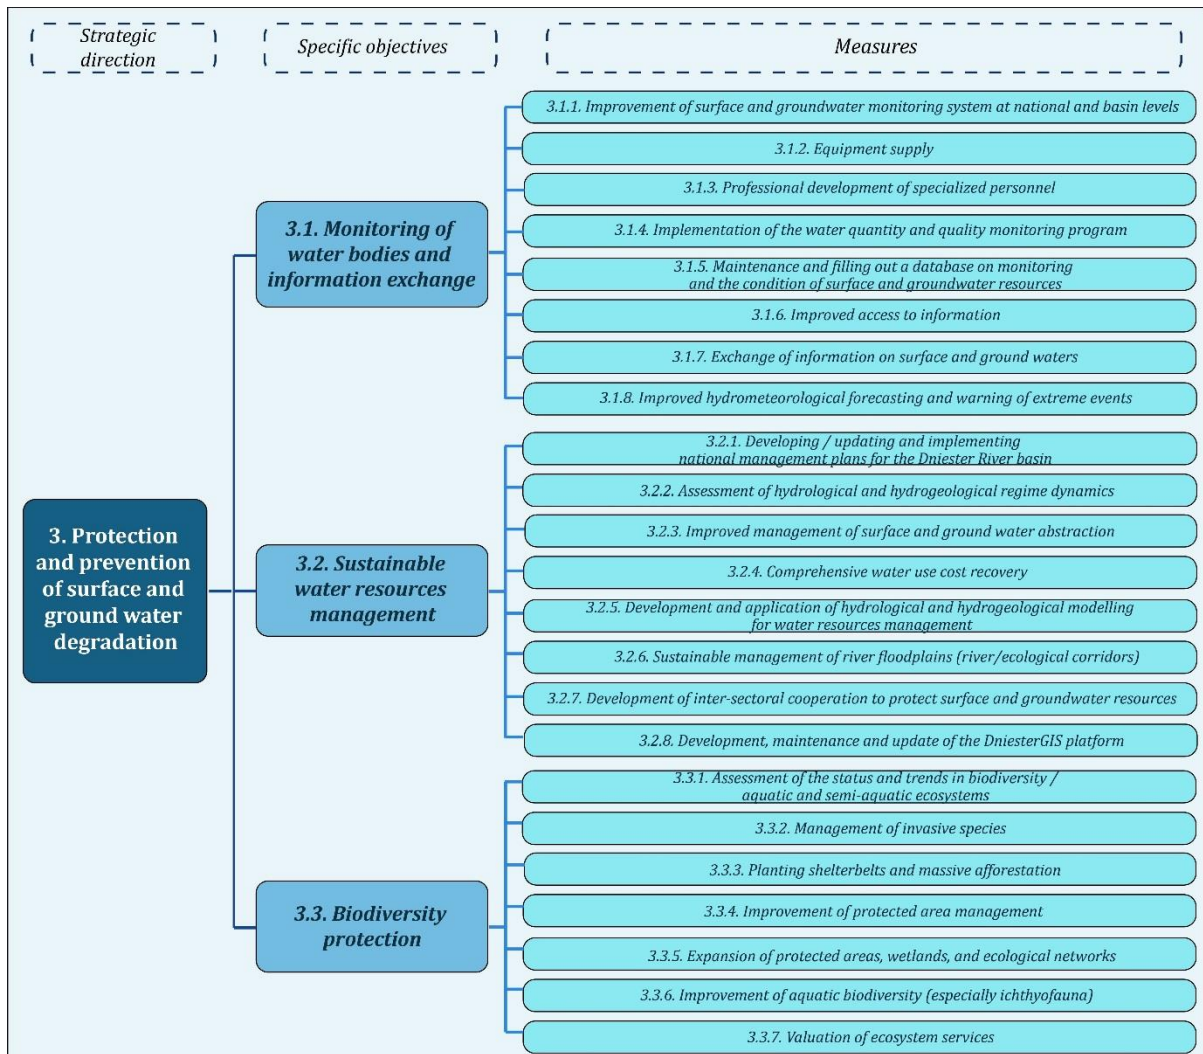 Strategic
direction
Specific objectives
Measures
3. Protection
and prevention
of surface and
ground water
degradation
3.1. Monitoring of
water bodies and
information exchange
3.1.1. Improvement of surface and groundwater monitoring system at national and basin levels
3.1.2. Equipment supply
3.1.3. Professional development of specialized personnel
3.1.4. Implementation of the water quantity and quality monitoring program
3.1.5. Maintenance and filling out a database on monitoring
and the condition of surface and groundwater resources
3.1.6. Improved access to information
3.1.7. Exchange of information on surface and ground waters
3.1.8. Improved hydrometeorological forecasting and warning of extreme events
3.2. Sustainable
water resources
management
3.2.1. Developing / updating and implementing
national management plans for the Dniester River basin
3.2.2. Assessment of hydrological and hydrogeological regime dynamics
3.2.3. Improved management of surface and ground water abstraction
3.2.4. Comprehensive water use cost recovery
3.2.5. Development and application of hydrological and hydrogeological modelling
for water resources management
3.2.6. Sustainable management of river floodplains (river/ecological corridors)
3.2.7. Development of inter-sectoral cooperation to protect surface and groundwater resources
3.2.8. Development, maintenance and update of the DniesterGIS platform
3.3. Biodiversity
protection
3.3.1. Assessment of the status and trends in biodiversity /
aquatic and semi-aquatic ecosystems
3.3.2. Management of invasive species
3.3.3. Planting shelterbelts and massive afforestation
3.3.4. Improvement of protected area management
3.3.5. Expansion of protected areas, wetlands, and ecological networks
3.3.6. Improvement of aquatic biodiversity (especially ichthyofauna)
3.3.7. Valuation of ecosystem services